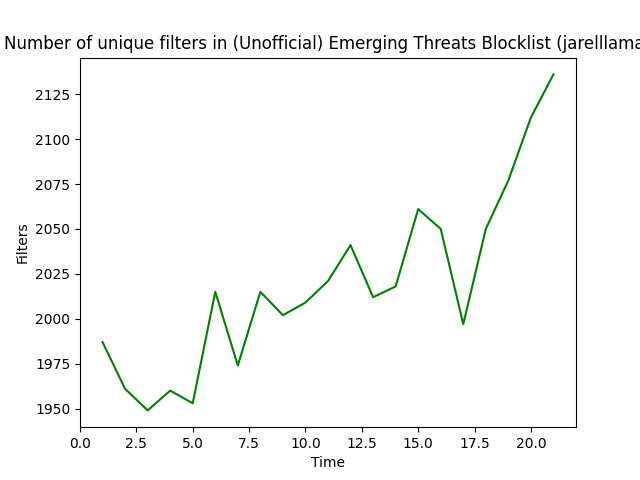 Number of unique filters in (Unofficial) Emerging Threats Blocklist (jarelllama
2125
2100
2075
2050
2025
2000
1975
1950
Filters
0.0 2.5 5.0 7.5 10.0 12.5 15.0 17.5 20.0
Time